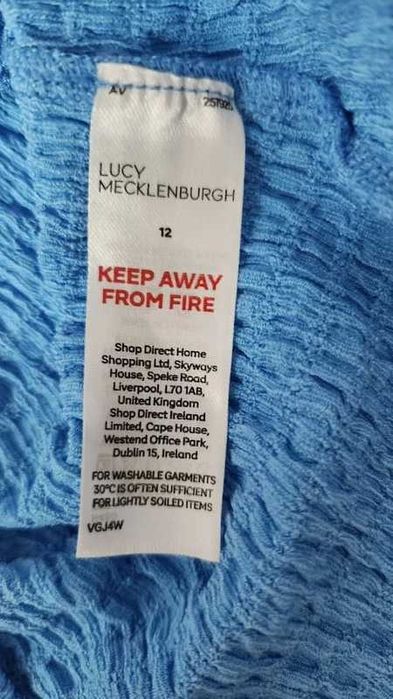 AV
LUCY
MECKLENBURGH
12
KEEP AWAY
FROM FIRE
Shop Direct Home
Shopping Ltd, Skyways
House, Speke Road,
Liverpool, L70 1AB,
United Kingdom
Shop Direct Ireland
Limited, Cape House,
Westend Office Park,
Dublin 15, Ireland
FOR WASHABLE GARMENTS
30°C IS OFTEN SUFFICIENT
FOR LIGHTLY SOILED ITEMS
VGJ4W